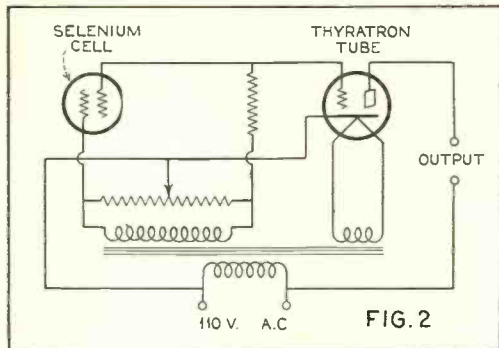 SELENIUM
CELL
THYRATRON
TUBE
OUTPUT
110 V. A.C
FIG. 2